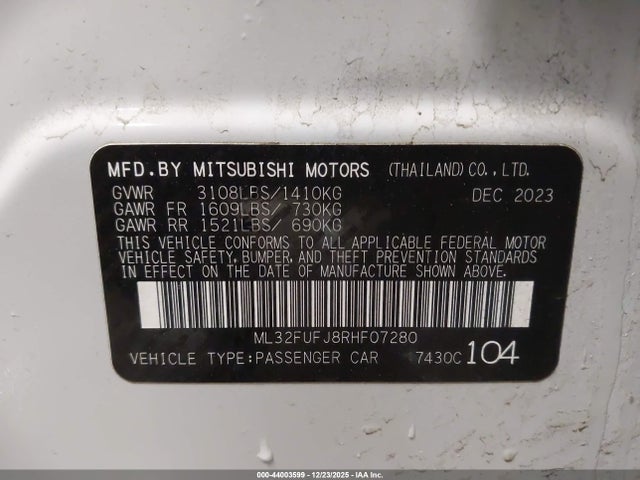 MFD.BY MITSUBISHI MOTORS (THAILAND)CO.,LTD.
GVWR 3108LBS/1410KG DEC 2023
GAWR FR 1609LBS/ 730KG
GAWR RR 1521LBS/ 690KG
THIS VEHICLE CONFORMS TO ALL APPLICABLE FEDERAL MOTOR
VEHICLE SAFETY, BUMPER, AND THEFT PREVENTION STANDARDS
IN EFFECT ON THE DATE OF MANUFACTURE SHOWN ABOVE.
ML32FUFJ8RHF07280
VEHICLE TYPE:PASSENGER CAR 7430C 104
000-44003599 - 12/23/2025 - IAA Inc.